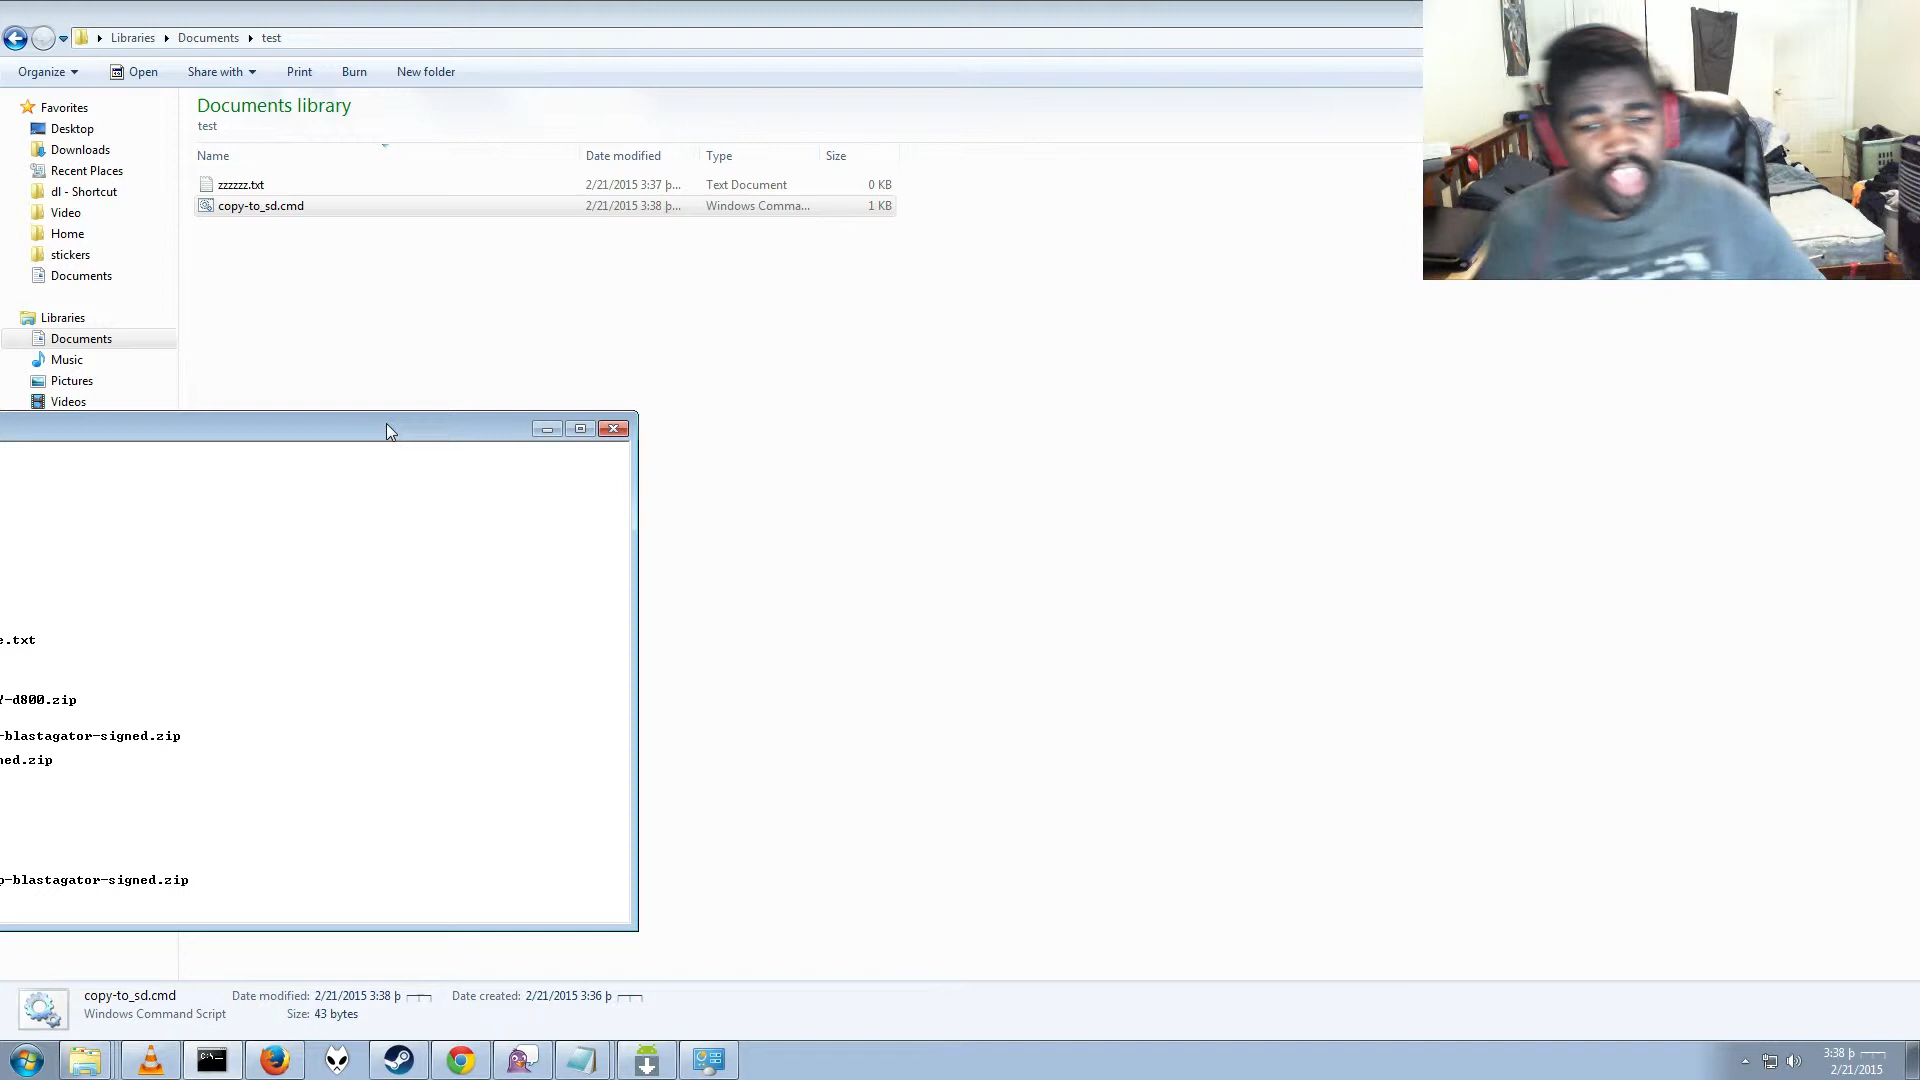 Libraries Documents test
Organize Open Share with Print Burn New folder
Favorites
Desktop
Downloads
Recent Places
dl - Shortcut
Video
Home
stickers
Documents
Libraries
Documents
Music
Pictures
Videos
Documents library
test
Name Date modified Type Size
zzzzzz.txt 2/21/2015 3:37 þ... Text Document 0 KB
copy-to_sd.cmd 2/21/2015 3:38 þ... Windows Comma... 1 KB
e.txt
Y-d800.zip
-blastagator-signed.zip
ned.zip
p-blastagator-signed.zip
copy-to_sd.cmd Date modified: 2/21/2015 3:38 þ Date created: 2/21/2015 3:36 þ
Windows Command Script Size: 43 bytes
C:\
3:38 þ
2/21/2015